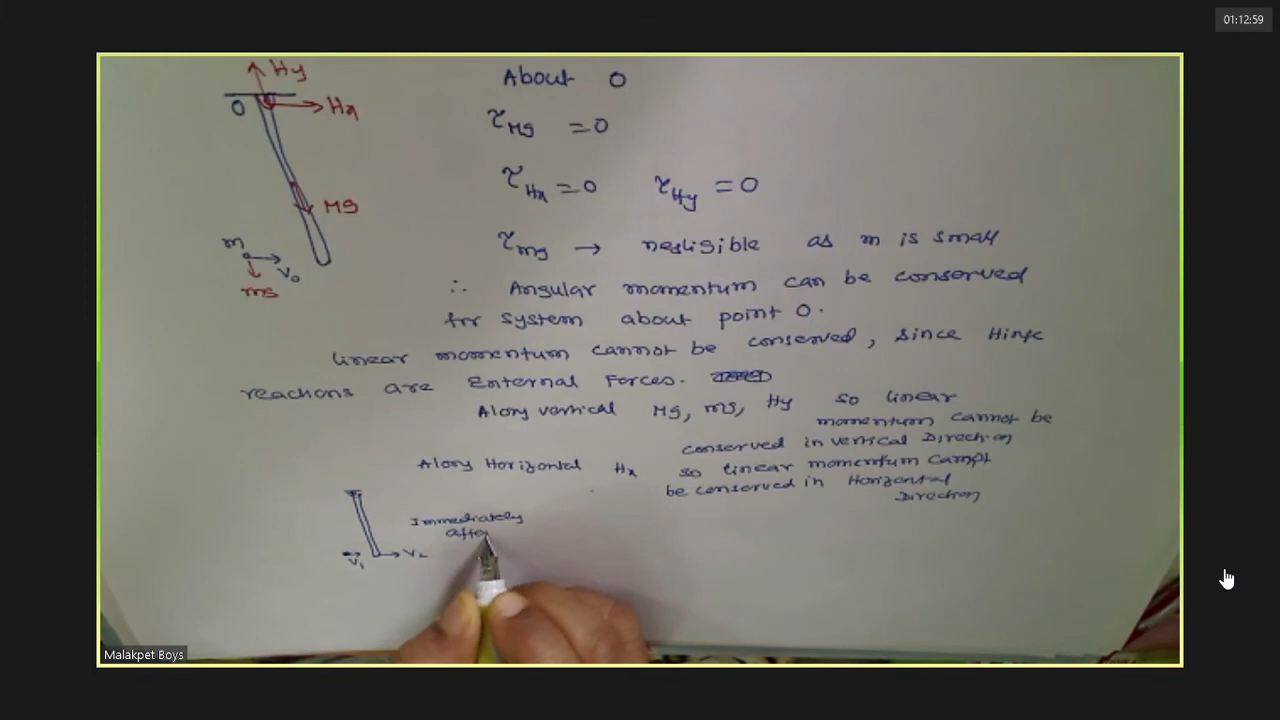 01:12:59
Hy
O
Hx
Mg
m
V₀
mg
About O
τMg = 0
τHx = 0 τHy = 0
τmg → negligible as m is small
∴ Angular momentum can be conserved
for system about point O.
linear momentum cannot be conserved, since Hinge
reactions are External Forces.
Along vertical Mg, mg, Hy so linear
momentum cannot be
conserved in vertical Direction
Along Horizontal Hx so linear momentum cannot
be conserved in Horizontal
Direction
Immediately
after
V₁
V₂
Malakpet Boys